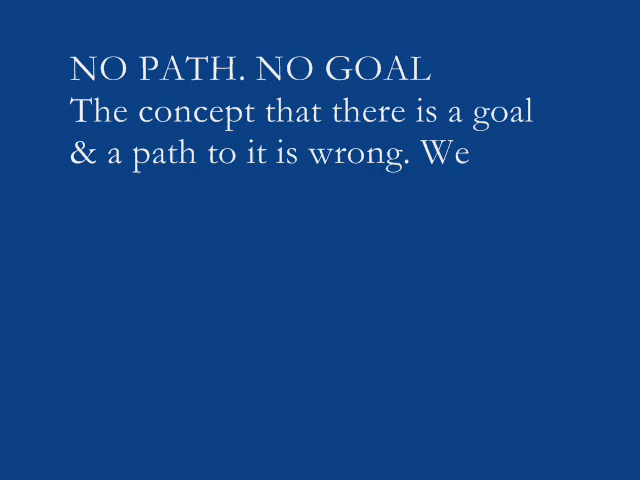 NO PATH. NO GOAL
The concept that there is a goal
& a path to it is wrong. We